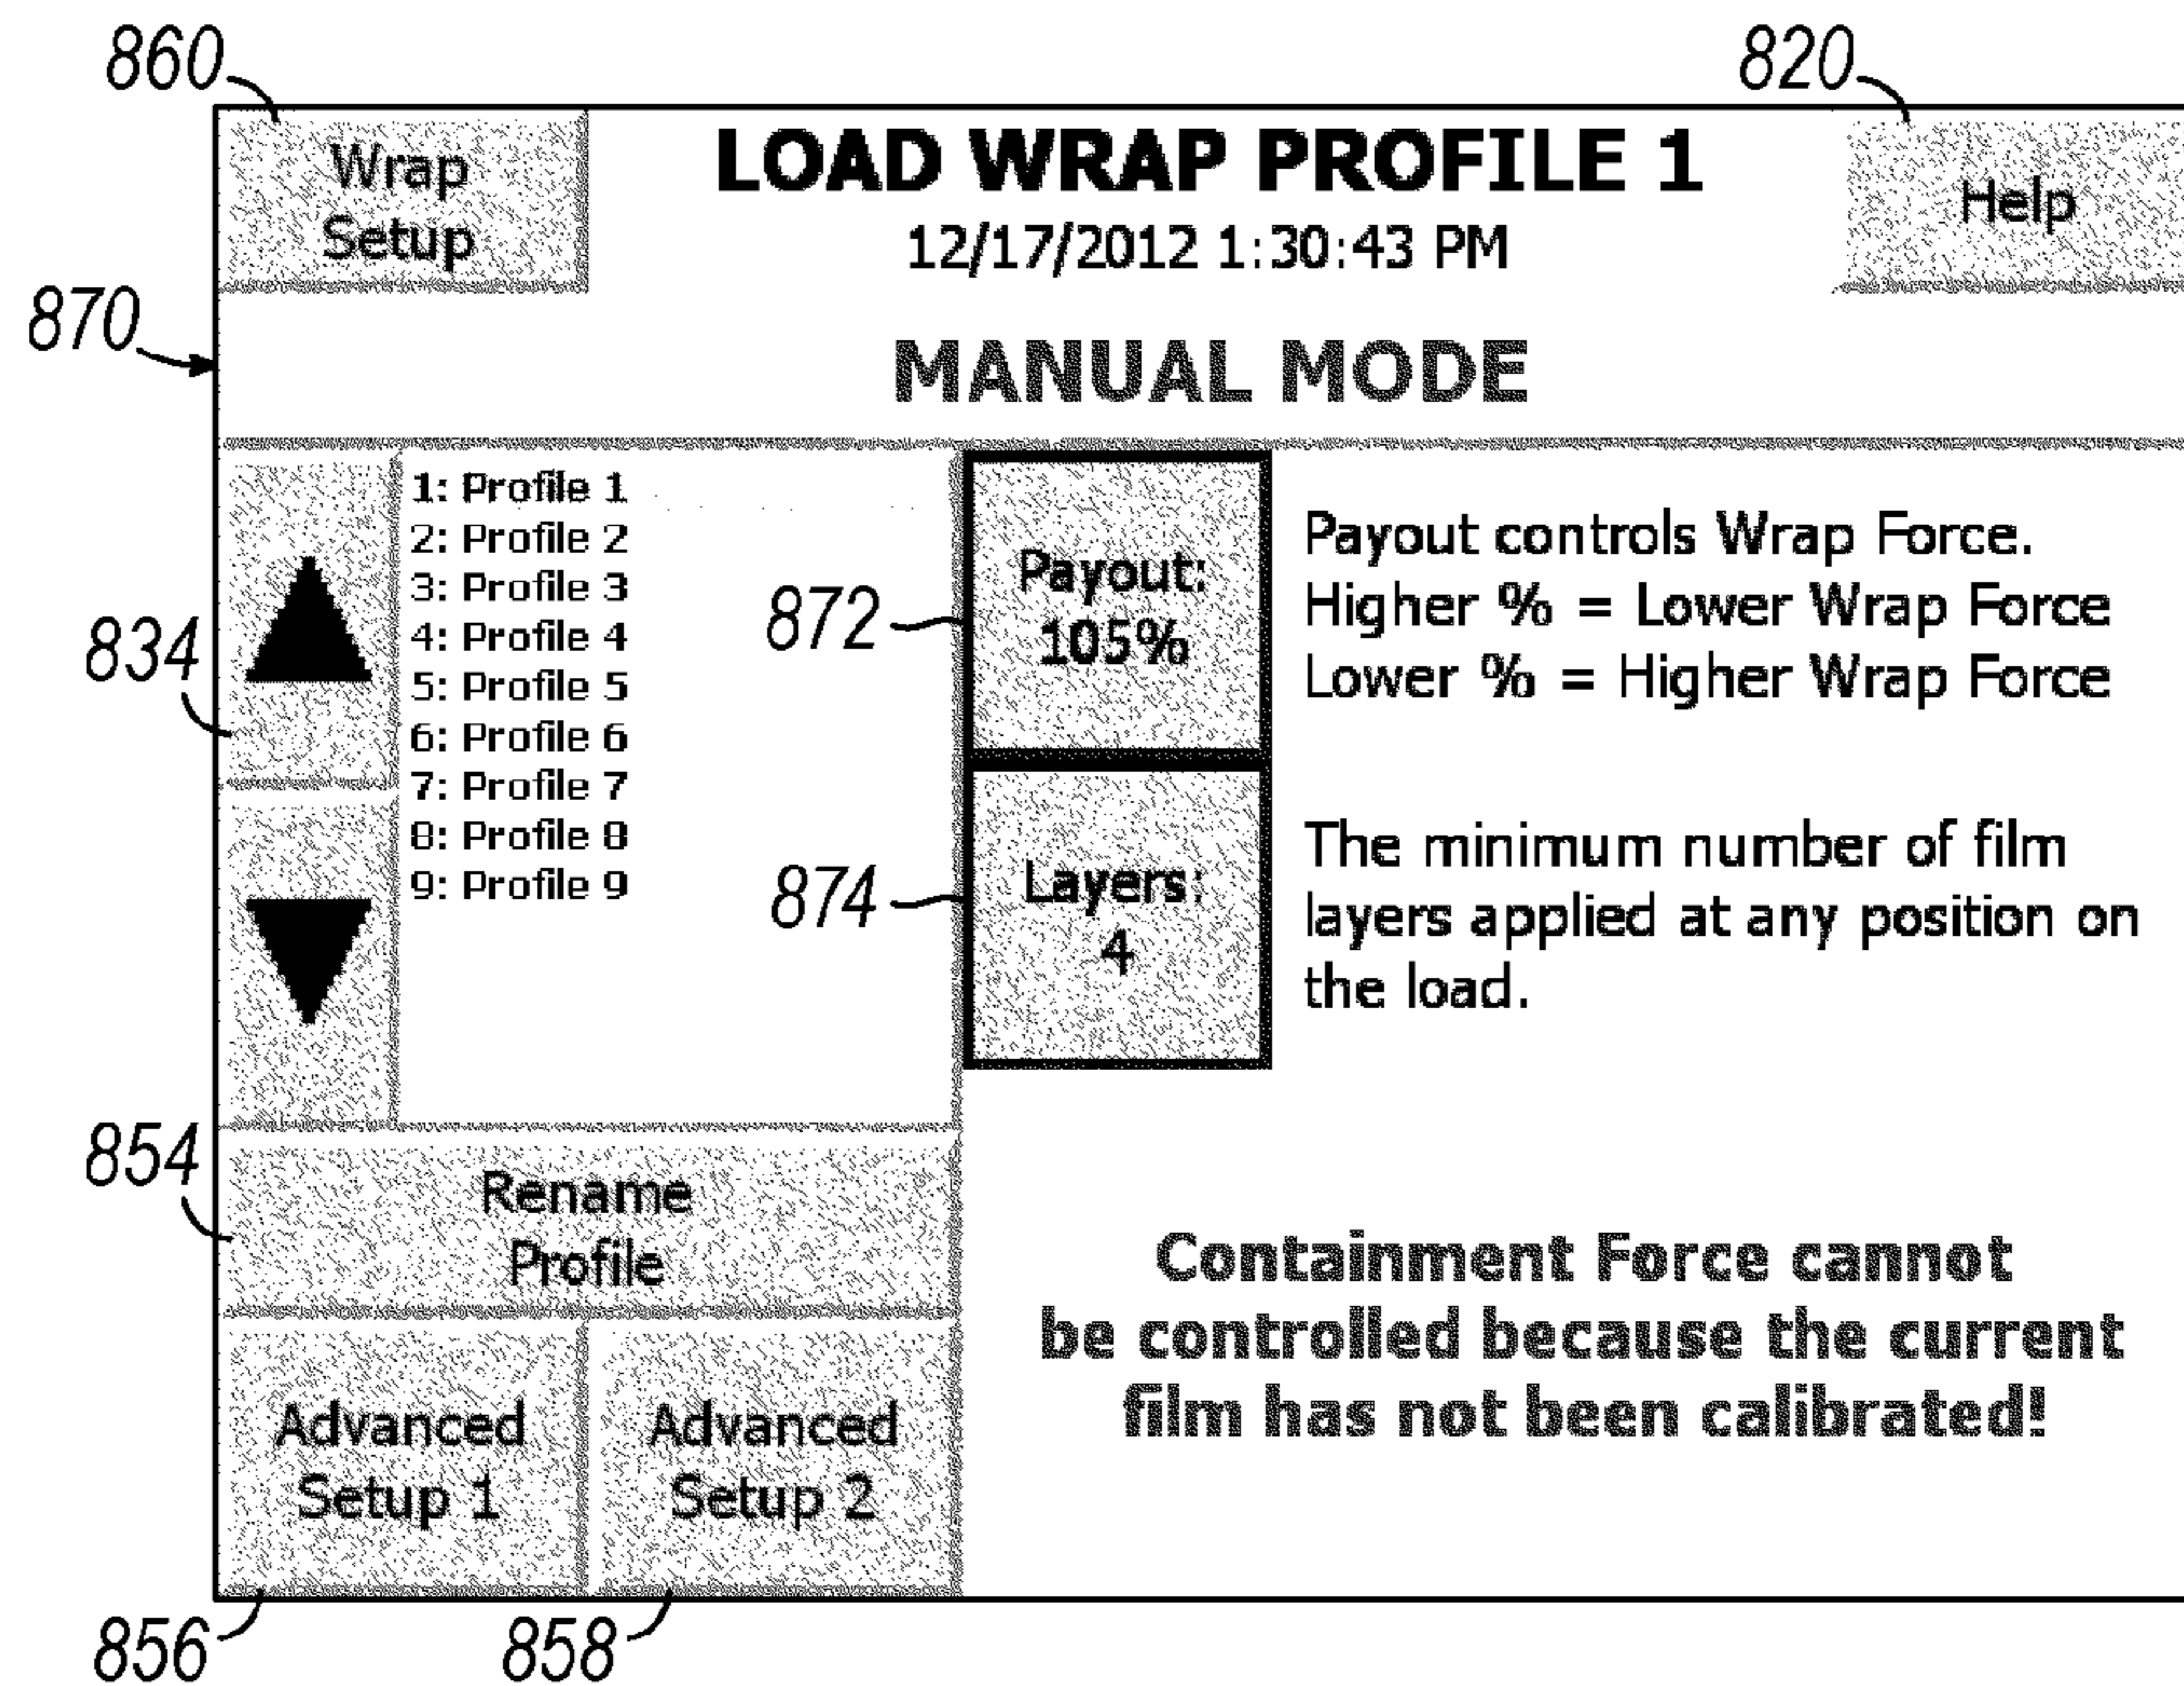 860
820
Wrap
Setup
LOAD WRAP PROFILE 1
12/17/2012 1:30:43 PM
Help
870
MANUAL MODE
1: Profile 1
2: Profile 2
3: Profile 3
4: Profile 4
5: Profile 5
6: Profile 6
7: Profile 7
8: Profile 8
9: Profile 9
834
872
Payout:
105%
Payout controls Wrap Force.
Higher % = Lower Wrap Force
Lower % = Higher Wrap Force
874
Layers:
4
The minimum number of film
layers applied at any position on
the load.
854
Rename
Profile
Advanced
Setup 1
Advanced
Setup 2
Containment Force cannot
be controlled because the current
film has not been calibrated!
856
858